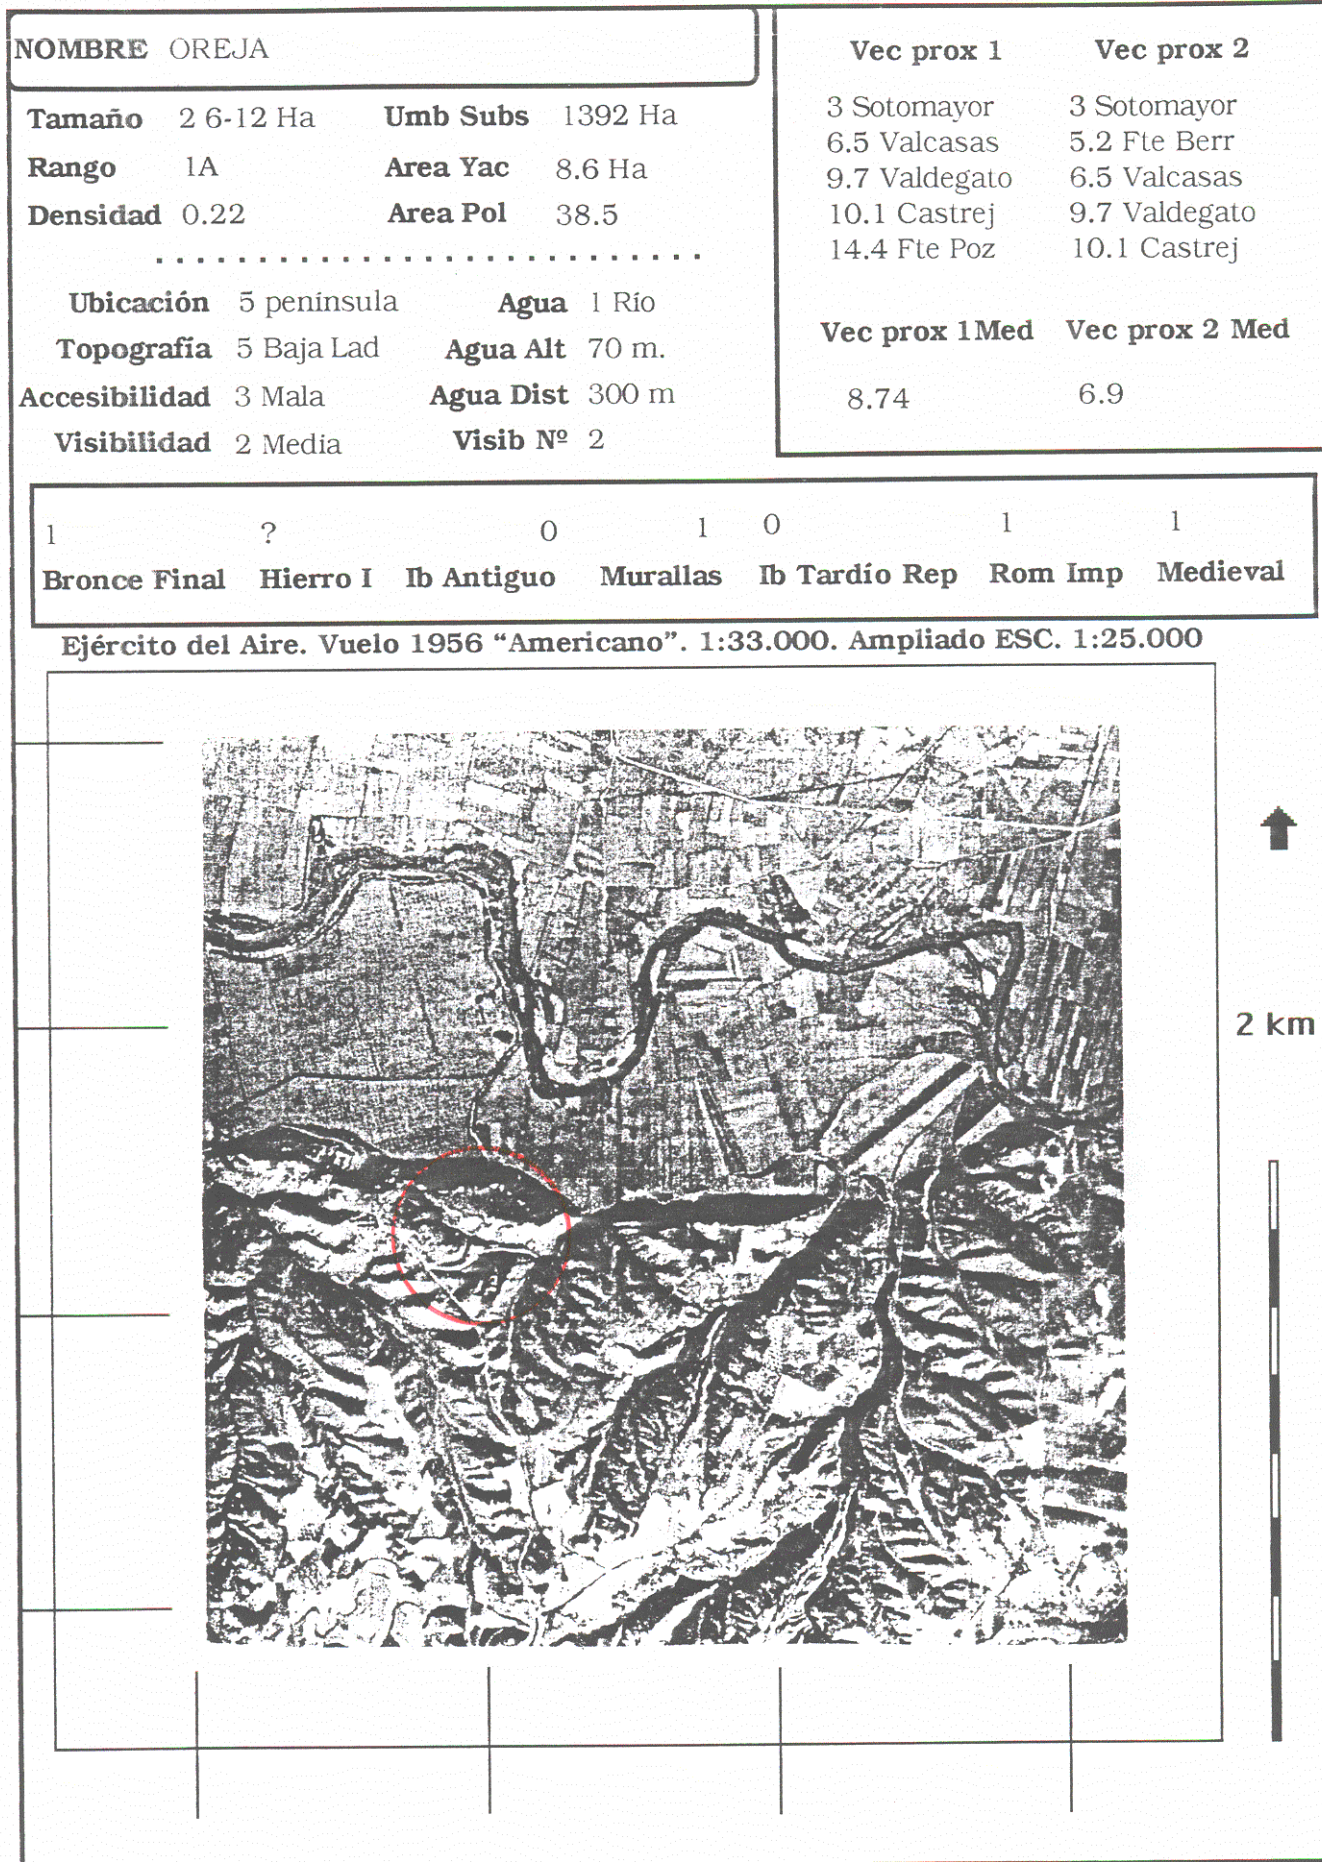 NOMBRE OREJA
Tamaño 2 6-12 Ha Umb Subs 1392 Ha
Rango 1A Area Yac 8.6 Ha
Densidad 0.22 Area Pol 38.5
Ubicación 5 península Agua 1 Río
Topografía 5 Baja Lad Agua Alt 70 m.
Accesibilidad 3 Mala Agua Dist 300 m
Visibilidad 2 Media Visib Nº 2
Vec prox 1 Vec prox 2
3 Sotomayor 3 Sotomayor
6.5 Valcasas 5.2 Fte Berr
9.7 Valdegato 6.5 Valcasas
10.1 Castrej 9.7 Valdegato
14.4 Fte Poz 10.1 Castrej
Vec prox 1Med Vec prox 2 Med
8.74 6.9
1 ? 0 1 0 1 1
Bronce Final Hierro I Ib Antiguo Murallas Ib Tardío Rep Rom Imp Medieval
Ejército del Aire. Vuelo 1956 “Americano”. 1:33.000. Ampliado ESC. 1:25.000
2 km